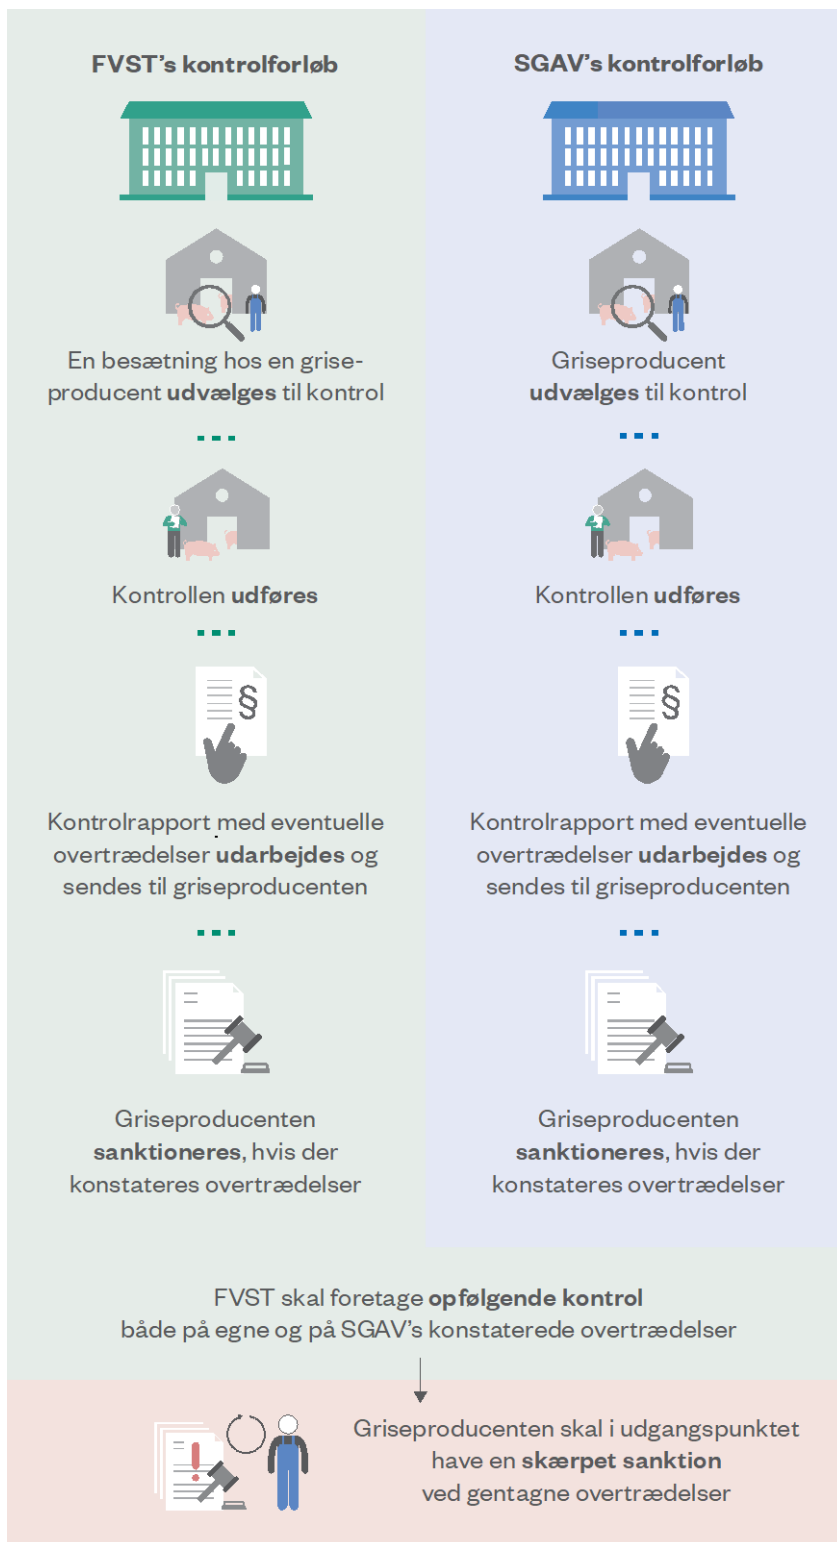 FVST's kontrolforløb
En besætning hos en grise-
producent udvælges til kontrol
Kontrollen udføres
§
Kontrolrapport med eventuelle
overtrædelser udarbejdes og
sendes til griseproducenten
Griseproducenten
sanktioneres, hvis der
konstateres overtrædelser
SGAV's kontrolforløb
Griseproducent
udvælges til kontrol
Kontrollen udføres
§
Kontrolrapport med eventuelle
overtrædelser udarbejdes og
sendes til griseproducenten
Griseproducenten
sanktioneres, hvis der
konstateres overtrædelser
FVST skal foretage opfølgende kontrol
både på egne og på SGAV's konstaterede overtrædelser
!
Griseproducenten skal i udgangspunktet
have en skærpet sanktion
ved gentagne overtrædelser